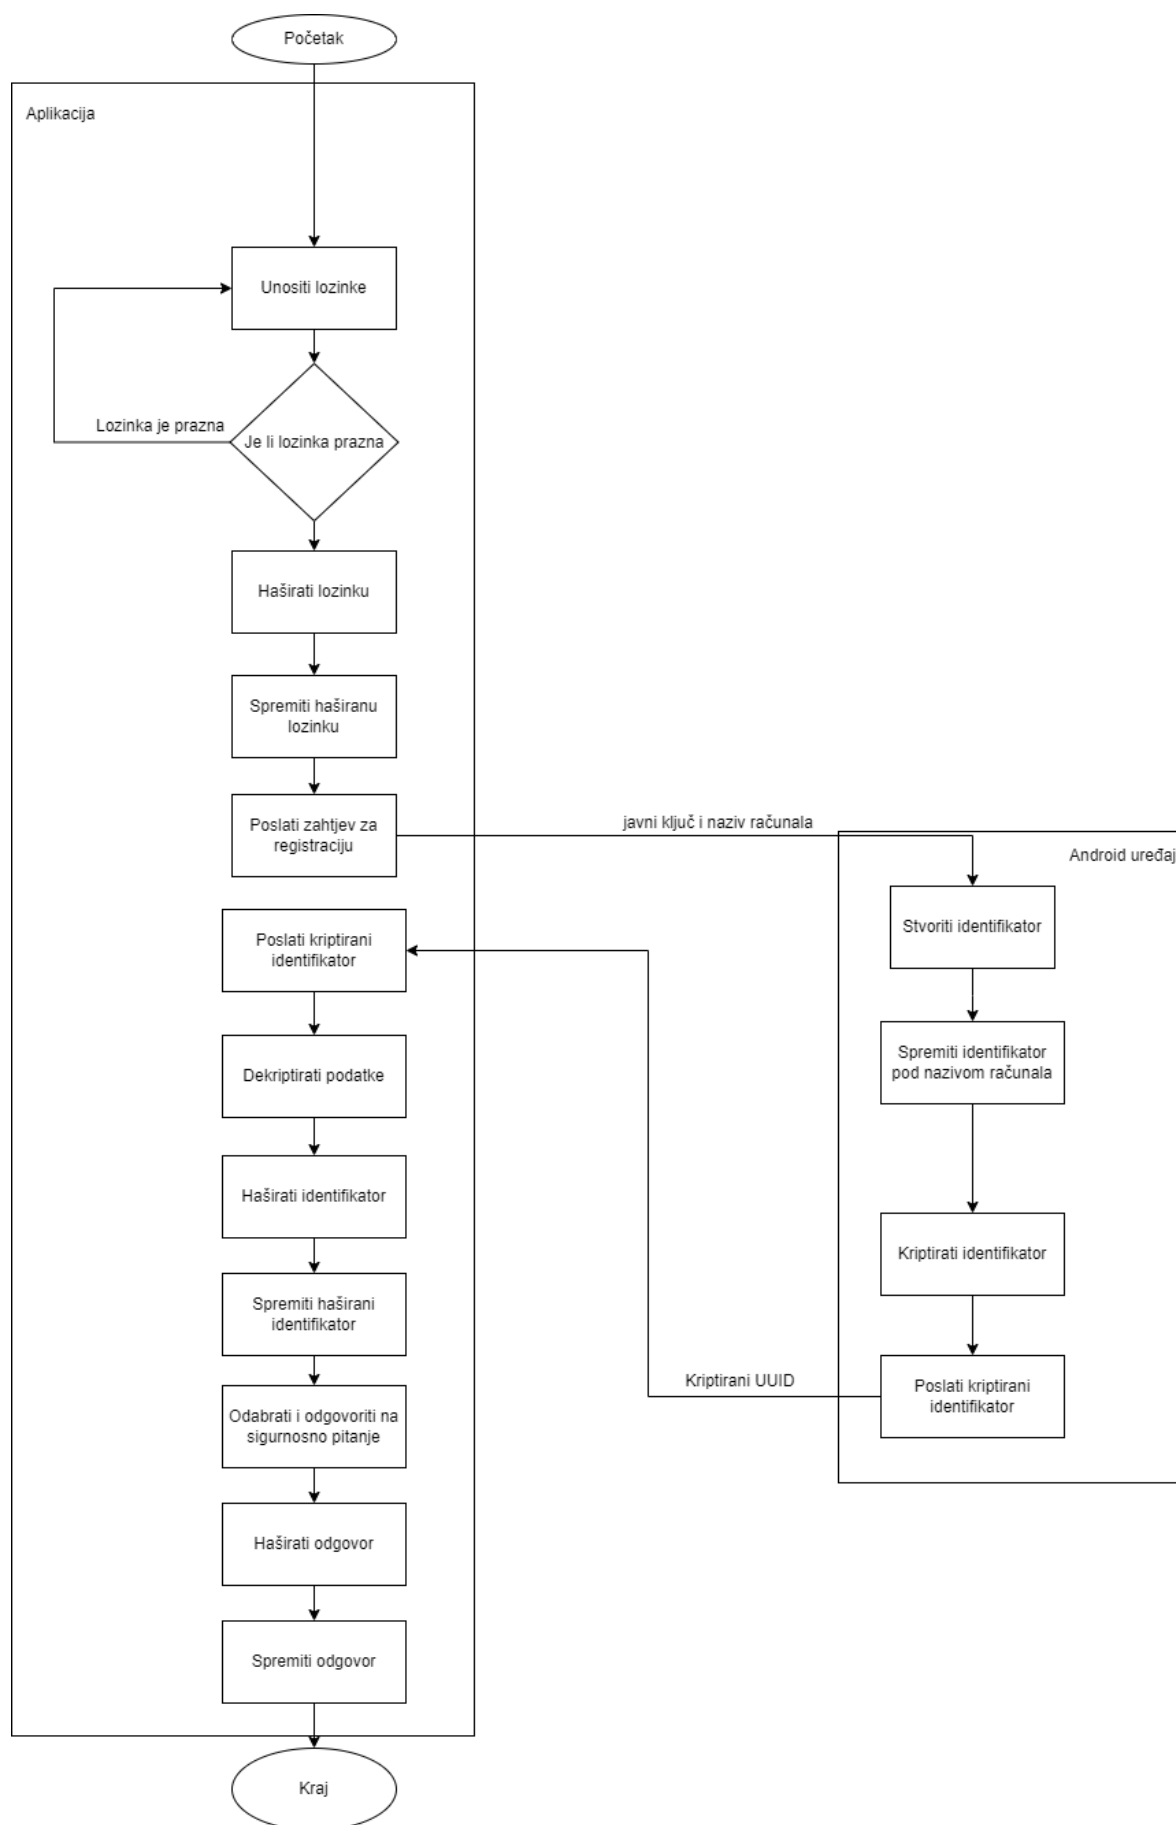 Početak
Aplikacija
Unositi lozinke
Lozinka je prazna
Je li lozinka prazna
Haširati lozinku
Spremiti haširanu
lozinku
Poslati zahtjev za
registraciju
javni ključ i naziv računala
Android uređaj
Stvoriti identifikator
Spremiti identifikator
pod nazivom računala
Kriptirati identifikator
Poslati kriptirani
identifikator
Kriptirani UUID
Poslati kriptirani
identifikator
Dekriptirati podatke
Haširati identifikator
Spremiti haširani
identifikator
Odabrati i odgovoriti na
sigurnosno pitanje
Haširati odgovor
Spremiti odgovor
Kraj